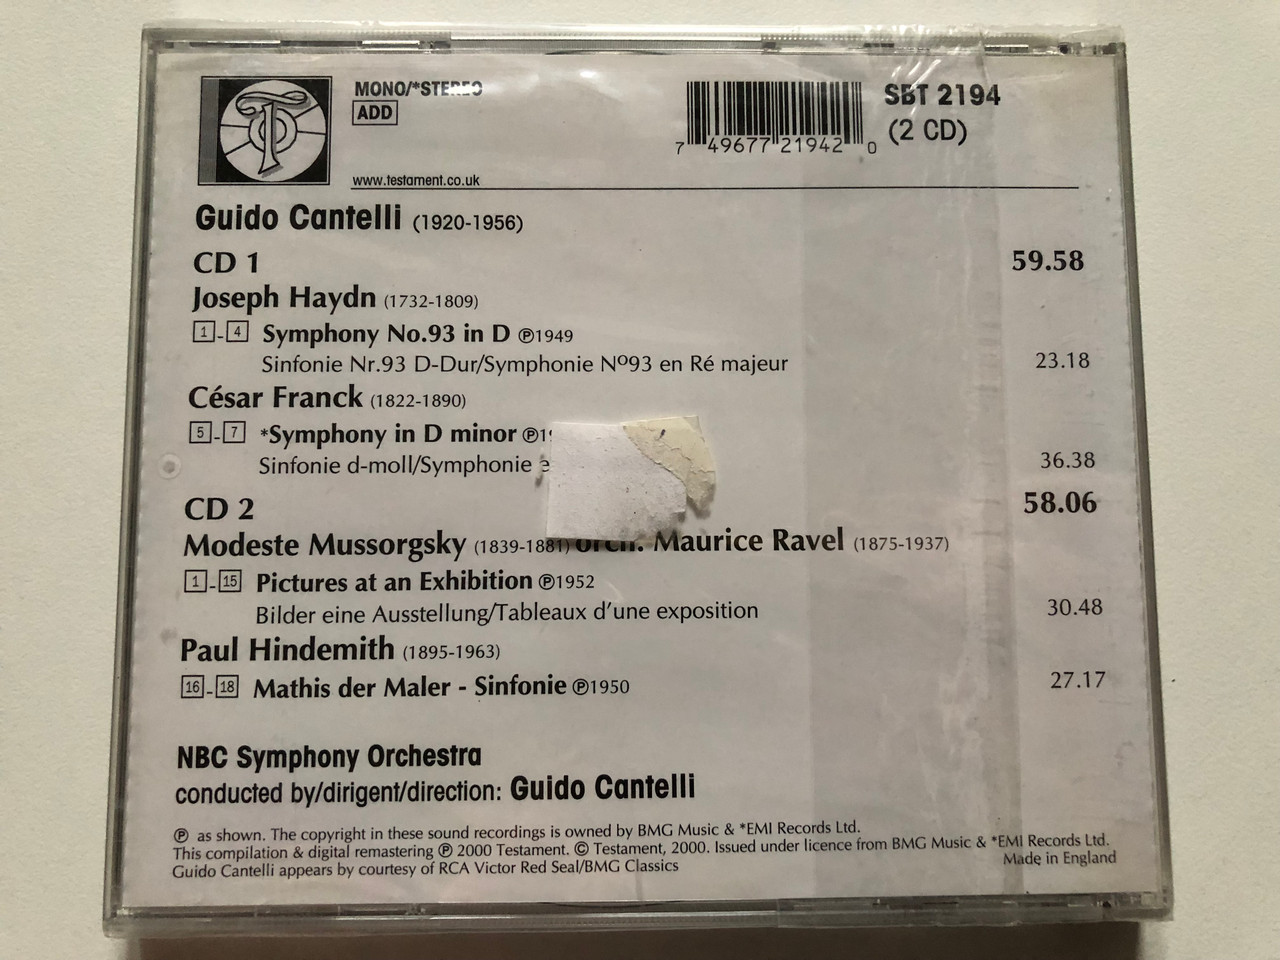 MONO/*STEREO
ADD
www.testament.co.uk
7 49677 21942 0
SBT 2194
(2 CD)
Guido Cantelli (1920-1956)
CD 1 59.58
Joseph Haydn (1732-1809)
1-4 Symphony No.93 in D ℗1949
Sinfonie Nr.93 D-Dur/Symphonie Nº93 en Ré majeur 23.18
César Franck (1822-1890)
5-7 *Symphony in D minor ℗
Sinfonie d-moll/Symphonie 36.38
CD 2 58.06
Modeste Mussorgsky (1839-1881) orch. Maurice Ravel (1875-1937)
1-15 Pictures at an Exhibition ℗1952
Bilder eine Ausstellung/Tableaux d'une exposition 30.48
Paul Hindemith (1895-1963)
16-18 Mathis der Maler - Sinfonie ℗1950 27.17
NBC Symphony Orchestra
conducted by/dirigent/direction: Guido Cantelli
℗ as shown. The copyright in these sound recordings is owned by BMG Music & *EMI Records Ltd.
This compilation & digital remastering ℗ 2000 Testament. © Testament, 2000. Issued under licence from BMG Music & *EMI Records Ltd.
Guido Cantelli appears by courtesy of RCA Victor Red Seal/BMG Classics Made in England